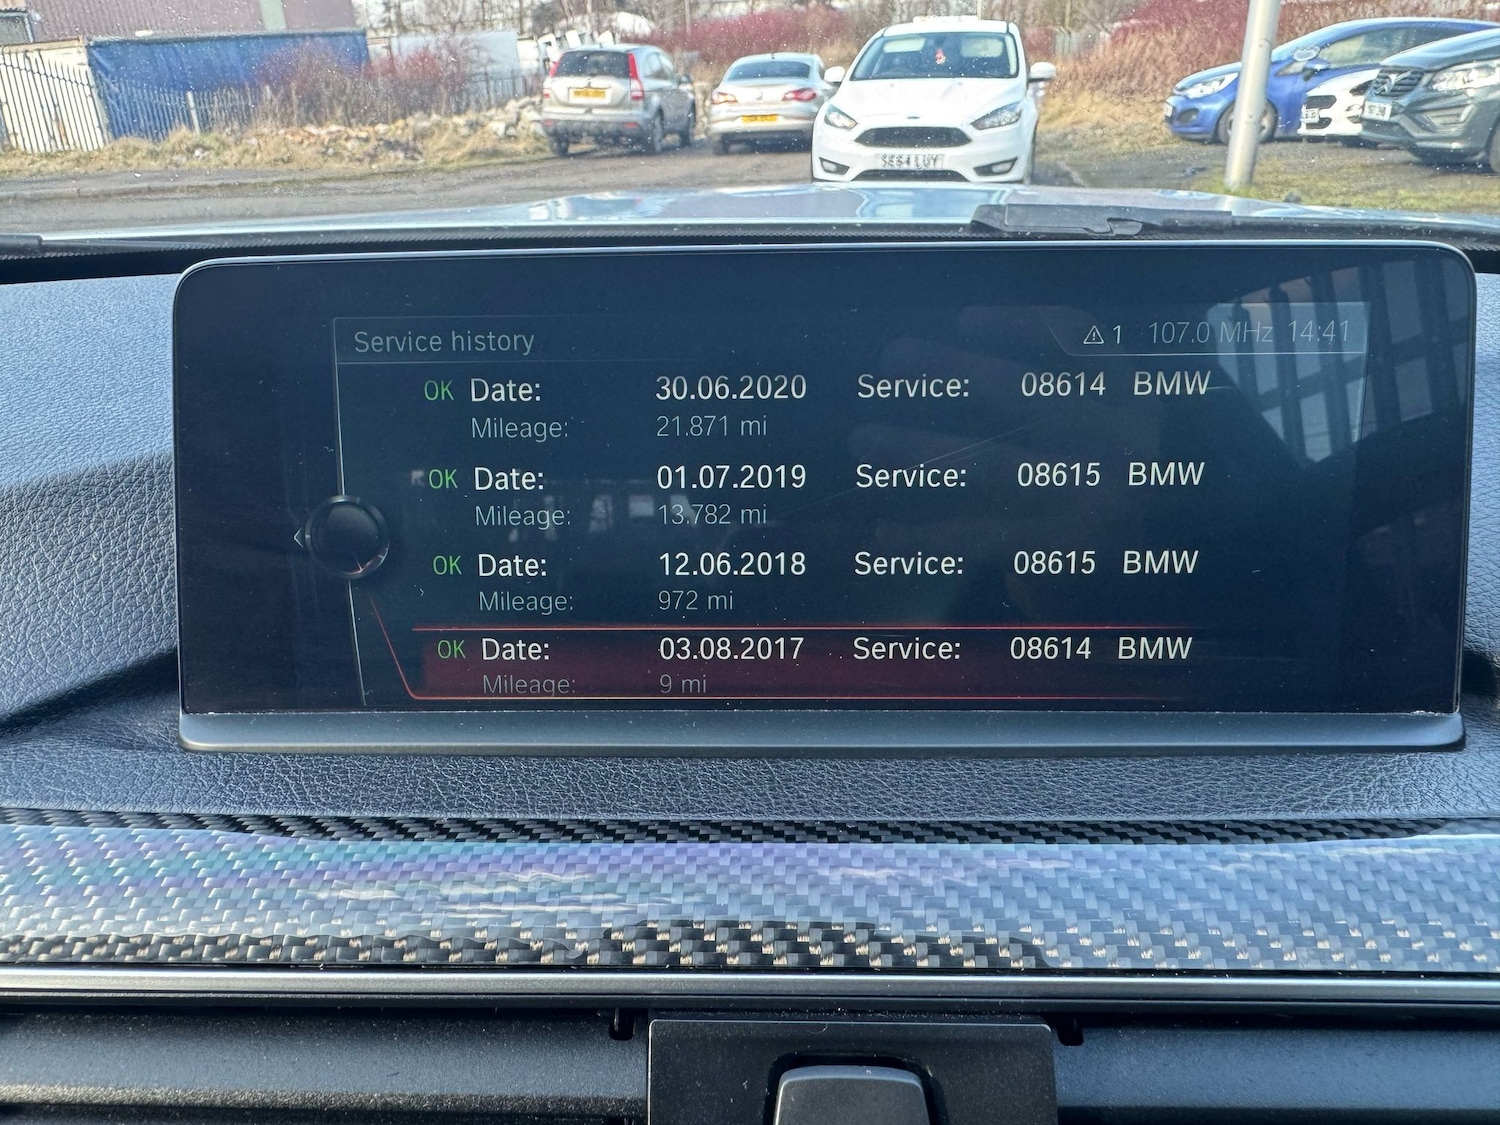 SE64 LUY
Service history
1 107.0 MHz 14:41
OK Date: 30.06.2020 Service: 08614 BMW
Mileage: 21.871 mi
OK Date: 01.07.2019 Service: 08615 BMW
Mileage: 13.782 mi
OK Date: 12.06.2018 Service: 08615 BMW
Mileage: 972 mi
OK Date: 03.08.2017 Service: 08614 BMW
Mileage: 9 mi